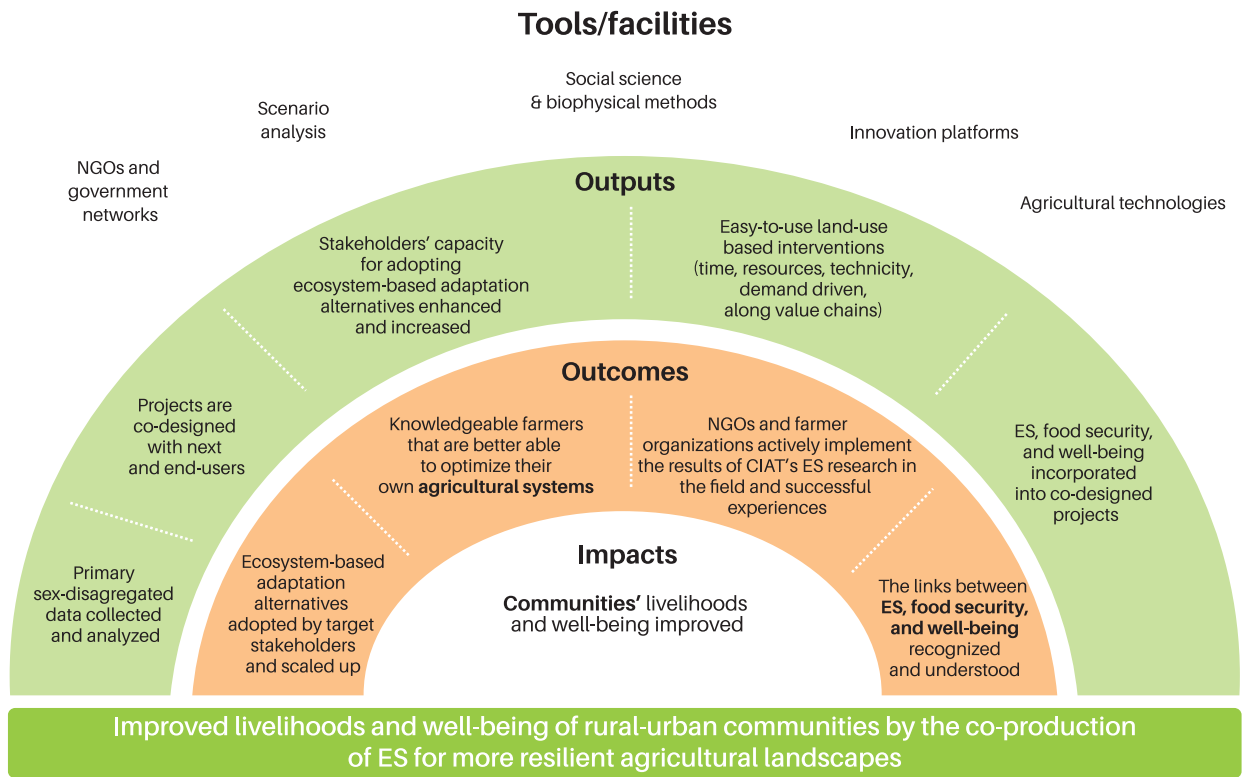 Tools/facilities
NGOs and
government
networks
Scenario
analysis
Social science
& biophysical methods
Innovation platforms
Agricultural technologies
Outputs
Primary
sex-disagregated
data collected
and analyzed
Projects are
co-designed
with next
and end-users
Stakeholders’ capacity
for adopting
ecosystem-based adaptation
alternatives enhanced
and increased
Easy-to-use land-use
based interventions
(time, resources, technicity,
demand driven,
along value chains)
ES, food security,
and well-being
incorporated
into co-designed
projects
Outcomes
Ecosystem-based
adaptation
alternatives
adopted by target
stakeholders
and scaled up
Knowledgeable farmers
that are better able
to optimize their
own agricultural systems
NGOs and farmer
organizations actively implement
the results of CIAT’s ES research in
the field and successful
experiences
The links between
ES, food security,
and well-being
recognized
and understood
Impacts
Communities’ livelihoods
and well-being improved
Improved livelihoods and well-being of rural-urban communities by the co-production
of ES for more resilient agricultural landscapes